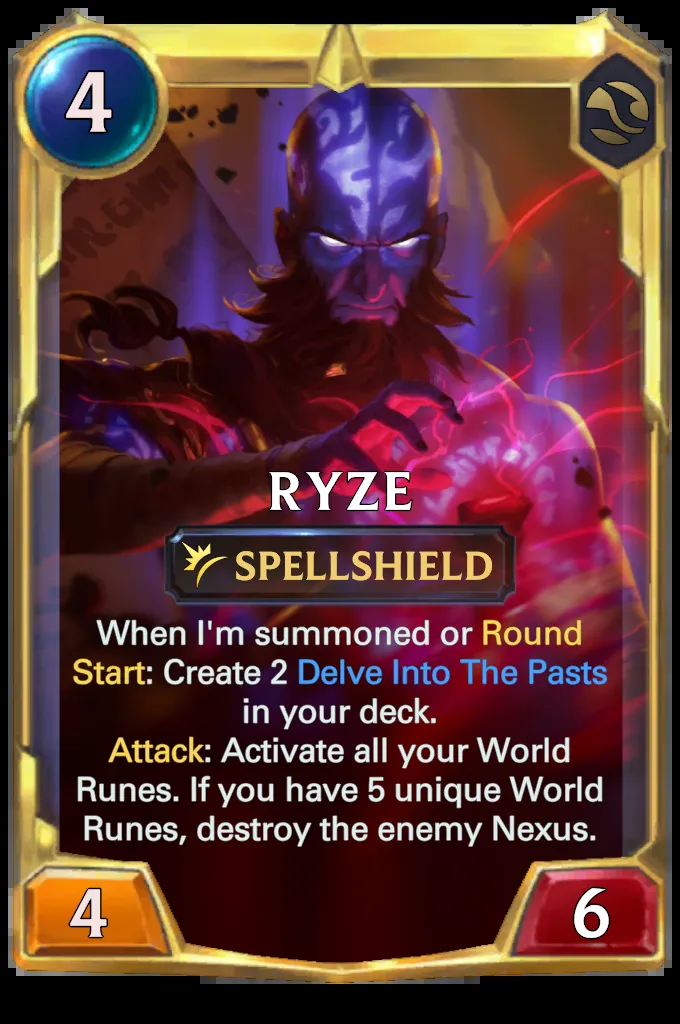 4
RYZE
SPELLSHIELD
When I'm summoned or Round
Start: Create 2 Delve Into The Pasts
in your deck.
Attack: Activate all your World
Runes. If you have 5 unique World
Runes, destroy the enemy Nexus.
4
6